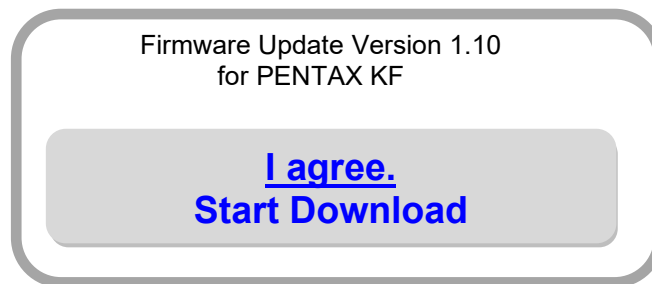 Firmware Update Version 1.10
for PENTAX KF
I agree.
Start Download